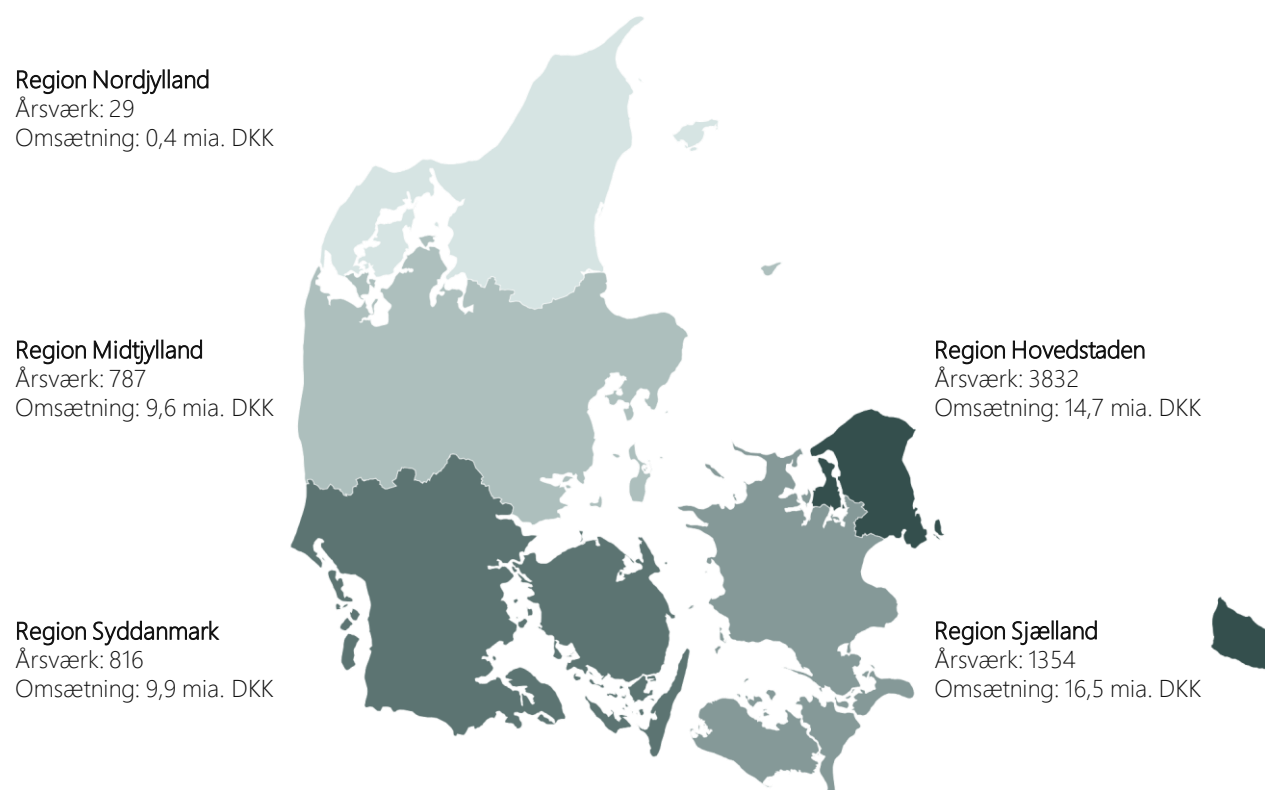 Region Nordjylland
Årsværk: 29
Omsætning: 0,4 mia. DKK
Region Midtjylland
Årsværk: 787
Omsætning: 9,6 mia. DKK
Region Hovedstaden
Årsværk: 3832
Omsætning: 14,7 mia. DKK
Region Syddanmark
Årsværk: 816
Omsætning: 9,9 mia. DKK
Region Sjælland
Årsværk: 1354
Omsætning: 16,5 mia. DKK